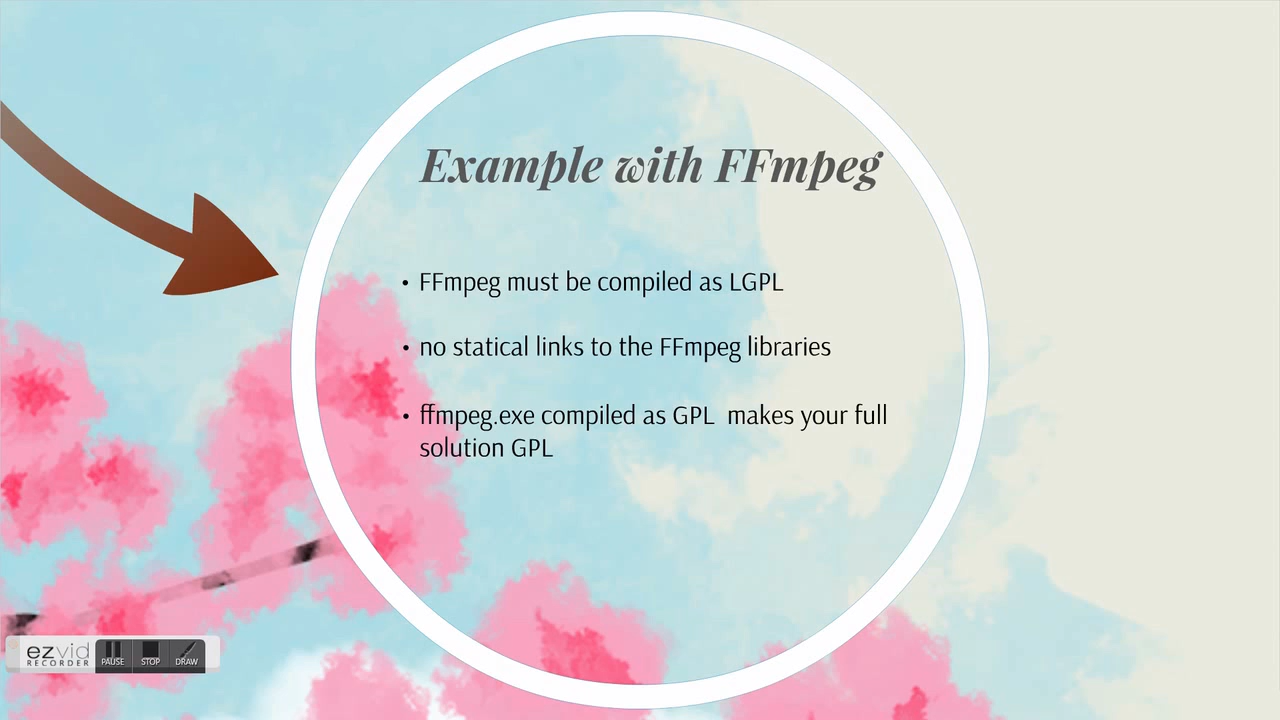 Example with FFmpeg
• FFmpeg must be compiled as LGPL
• no statical links to the FFmpeg libraries
• ffmpeg.exe compiled as GPL  makes your full
solution GPL
ezvid
RECORDER
PAUSE
STOP
DRAW